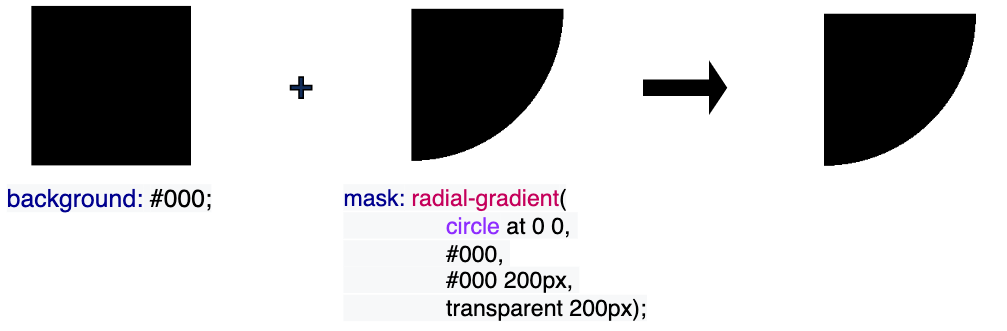 background: #000;
mask: radial-gradient(
circle at 0 0,
#000,
#000 200px,
transparent 200px);